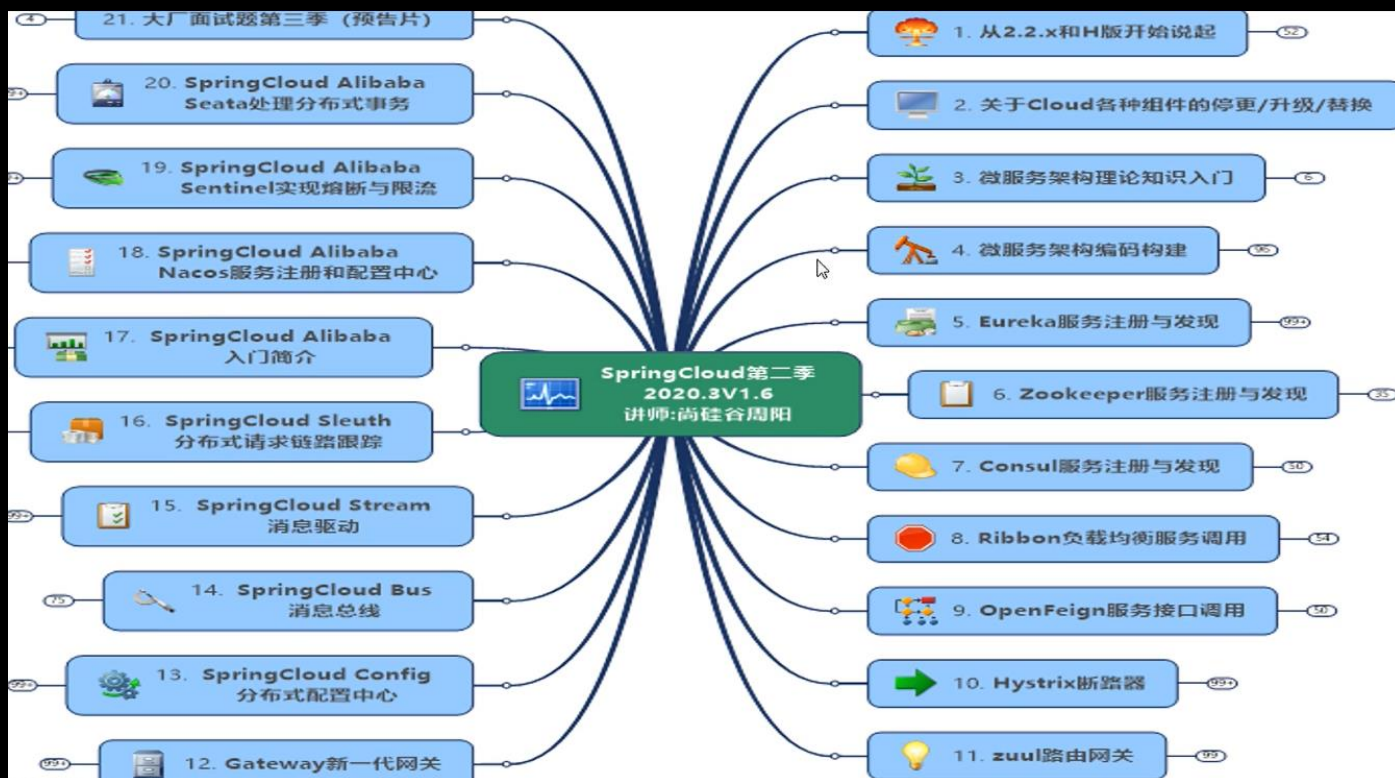 SpringCloud第二季
2020.3V1.6
讲师:尚硅谷周阳
1. 从2.2.x和H版开始说起
52
2. 关于Cloud各种组件的停更/升级/替换
3. 微服务架构理论知识入门
6
4. 微服务架构编码构建
96
5. Eureka服务注册与发现
99+
6. Zookeeper服务注册与发现
35
7. Consul服务注册与发现
50
8. Ribbon负载均衡服务调用
54
9. OpenFeign服务接口调用
50
10. Hystrix断路器
99+
11. zuul路由网关
99
12. Gateway新一代网关
99+
13. SpringCloud Config
分布式配置中心
99+
14. SpringCloud Bus
消息总线
75
15. SpringCloud Stream
消息驱动
99+
16. SpringCloud Sleuth
分布式请求链路跟踪
17. SpringCloud Alibaba
入门简介
18. SpringCloud Alibaba
Nacos服务注册和配置中心
19. SpringCloud Alibaba
Sentinel实现熔断与限流
20. SpringCloud Alibaba
Seata处理分布式事务
21. 大厂面试题第三季（预告片）
4